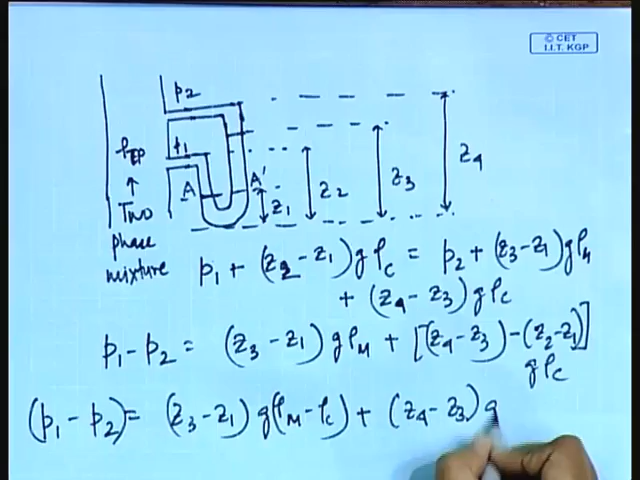 © CET
I.I.T. KGP
p2
p1
ρTP
A A'
z1
z2
z3
z4
↑
Two
phase
mixture
p1 + (z2 - z1) g ρc = p2 + (z3 - z1) g ρM
+ (z4 - z3) g ρc
p1 - p2 = (z3 - z1) g ρM + [(z4 - z3) - (z2 - z1)]
g ρc
(p1 - p2) = (z3 - z1) g (ρM - ρc) + (z4 - z3) g